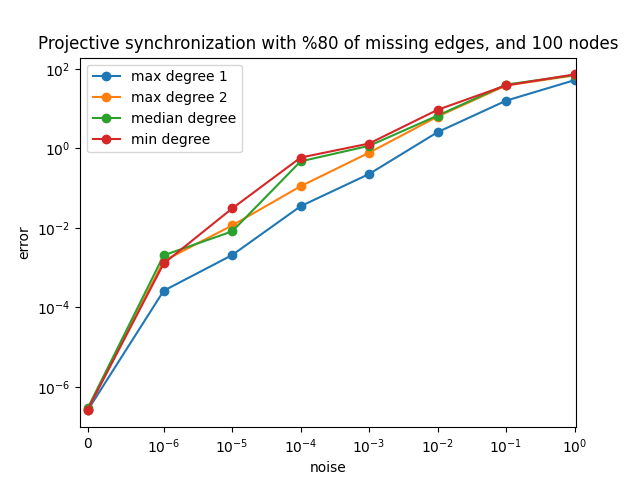 Projective synchronization with %80 of missing edges, and 100 nodes
max degree 1
max degree 2
median degree
min degree
10^2
10^0
10^-2
10^-4
10^-6
error
0 10^-6 10^-5 10^-4 10^-3 10^-2 10^-1 10^0
noise